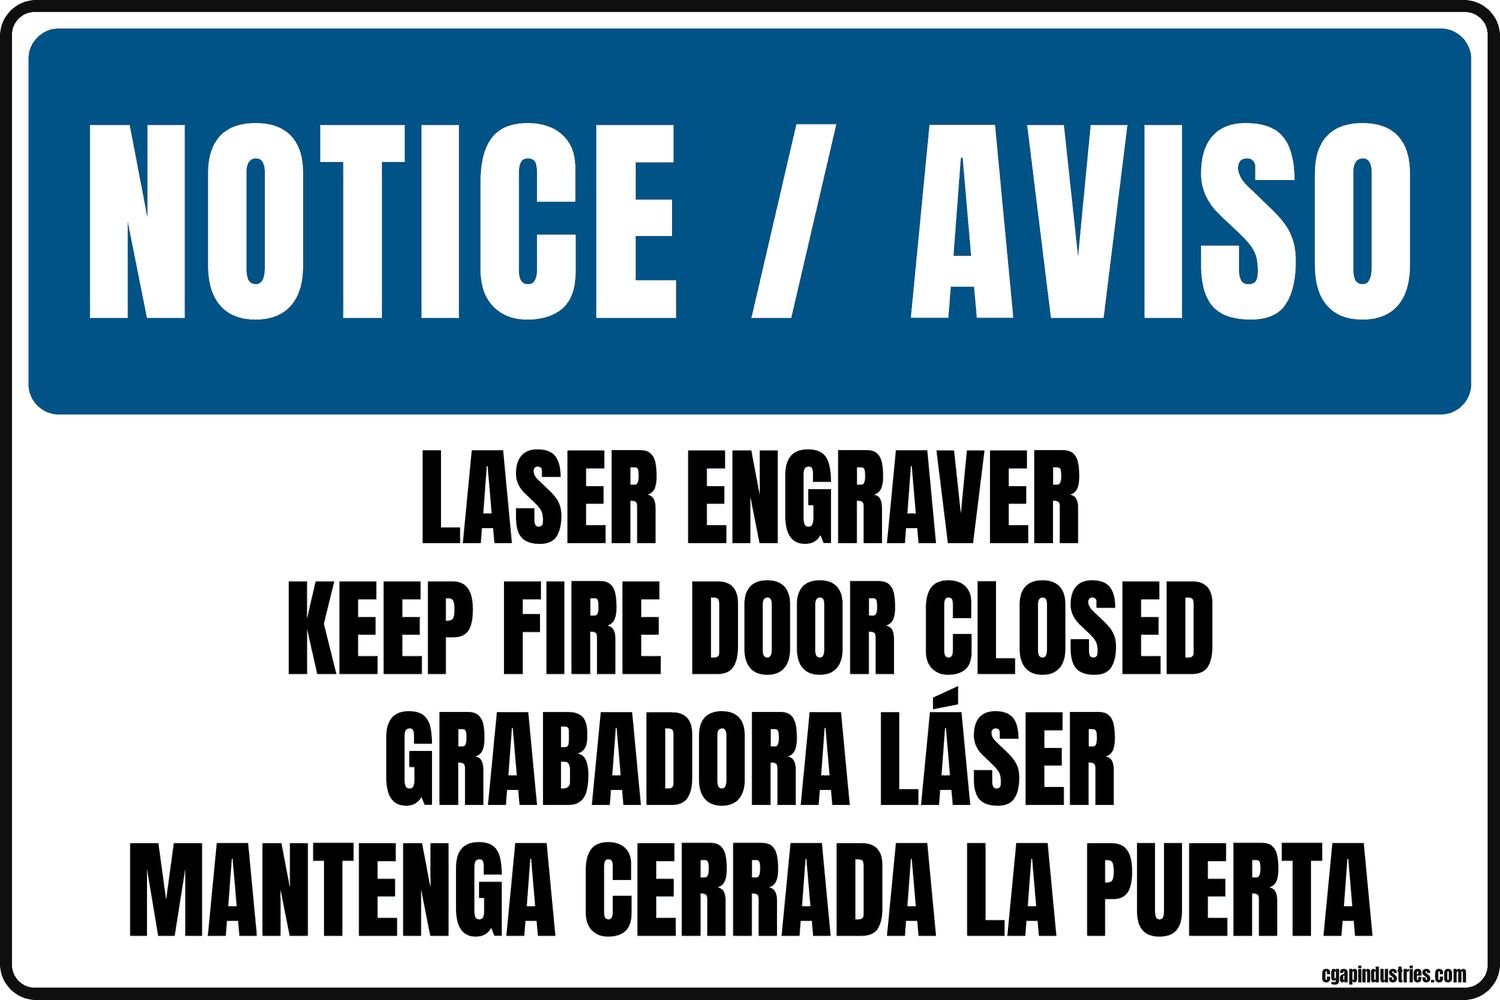 NOTICE / AVISO
LASER ENGRAVER
KEEP FIRE DOOR CLOSED
GRABADORA LÁSER
MANTENGA CERRADA LA PUERTA
cgapindustries.com